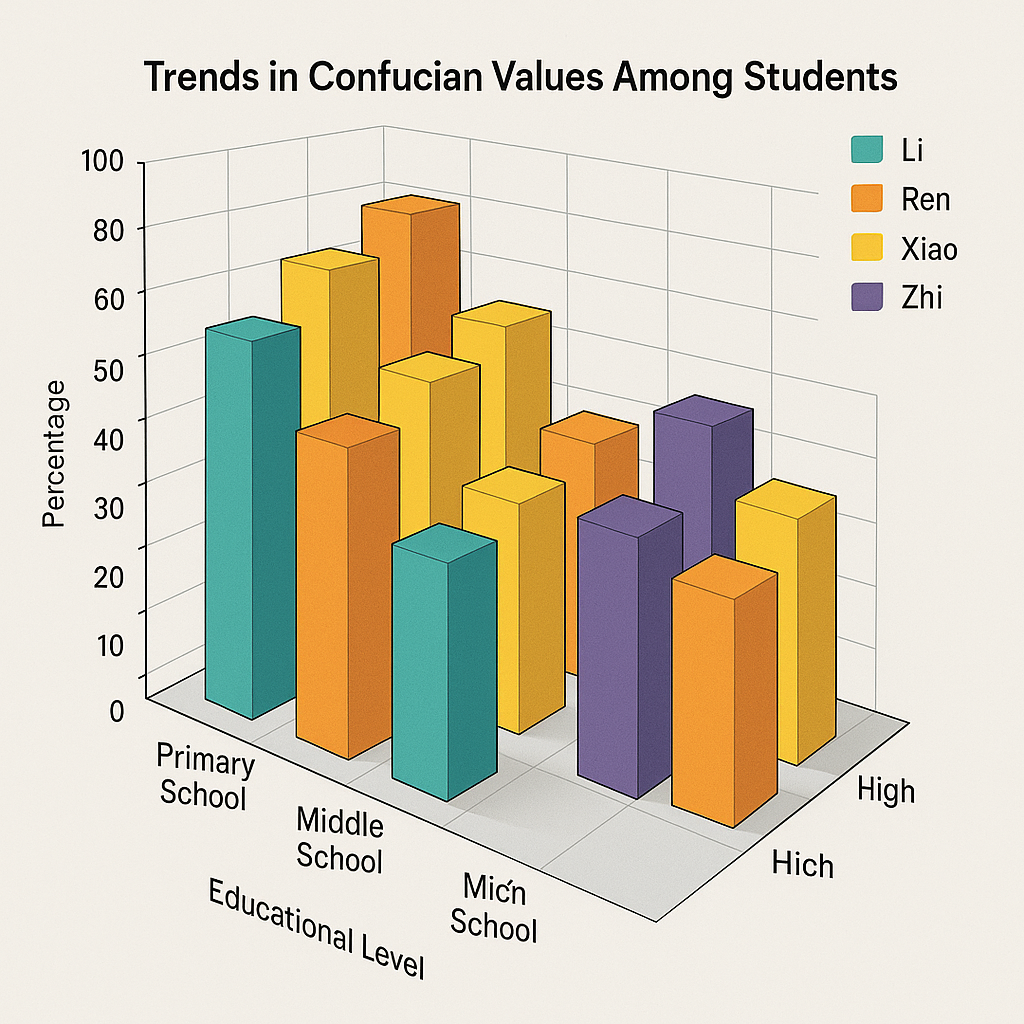 Trends in Confucian Values Among Students
Li
Ren
Xiao
Zhi
100
80
60
50
40
30
20
10
0
Percentage
Primary
School
Middle
School
Mićn
School
Educational Level
High
Hich